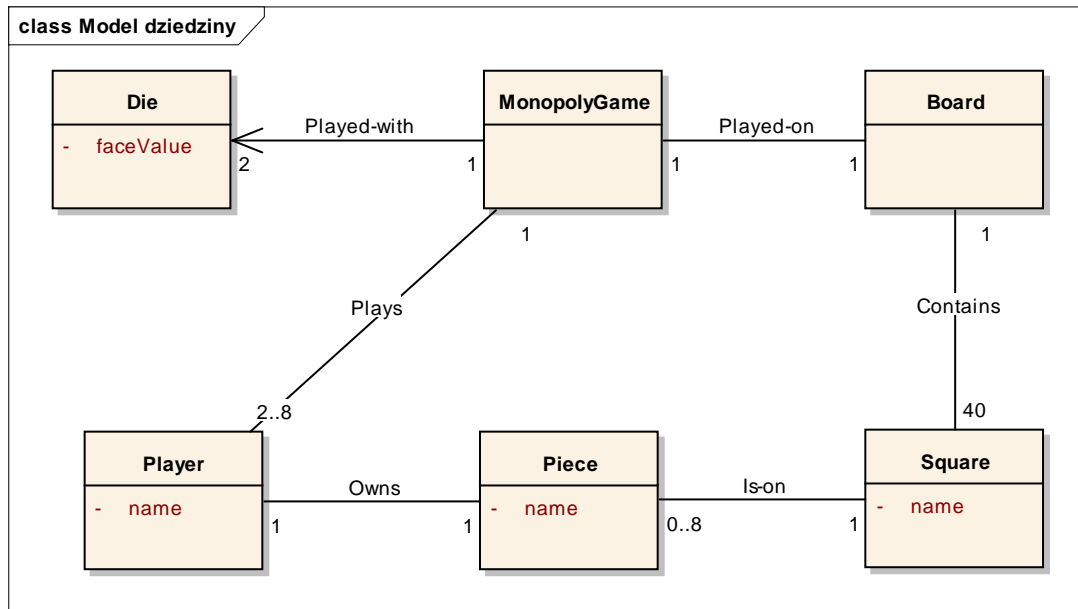 class Model dziedziny
Die
- faceValue
MonopolyGame
Board
Played-with
2
1
Played-on
1
1
1
Plays
2..8
1
Contains
40
Player
- name
Owns
1
1
Piece
- name
Is-on
0..8
1
Square
- name